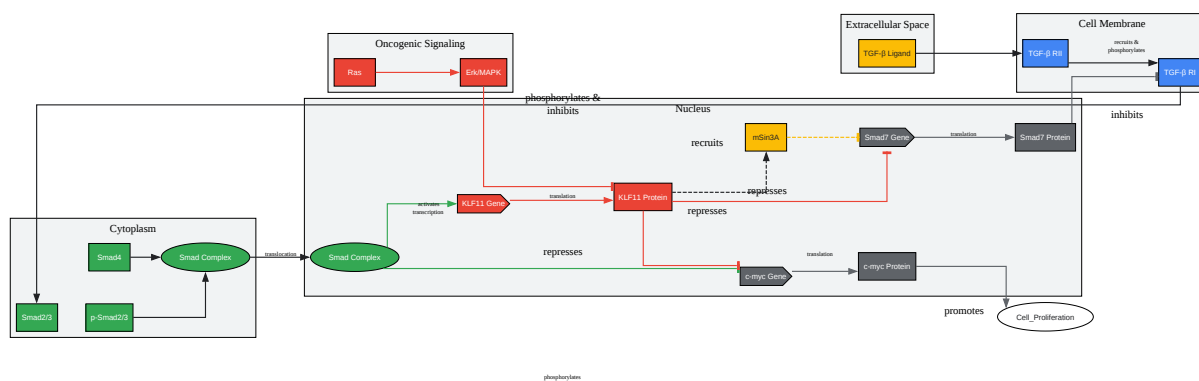 Extracellular Space
TGF-β Ligand
Cell Membrane
TGF-β RII
recruits &
phosphorylates
TGF-β RI
Oncogenic Signaling
Ras
Erk/MAPK
phosphorylates &
inhibits
Nucleus
inhibits
recruits
mSin3A
Smad7 Gene
translation
Smad7 Protein
activates
transcription
KLF11 Gene
translation
KLF11 Protein
represses
represses
Cytoplasm
Smad4
Smad Complex
translocation
Smad Complex
represses
c-myc Gene
translation
c-myc Protein
Smad2/3
p-Smad2/3
promotes
Cell_Proliferation
phosphorylates